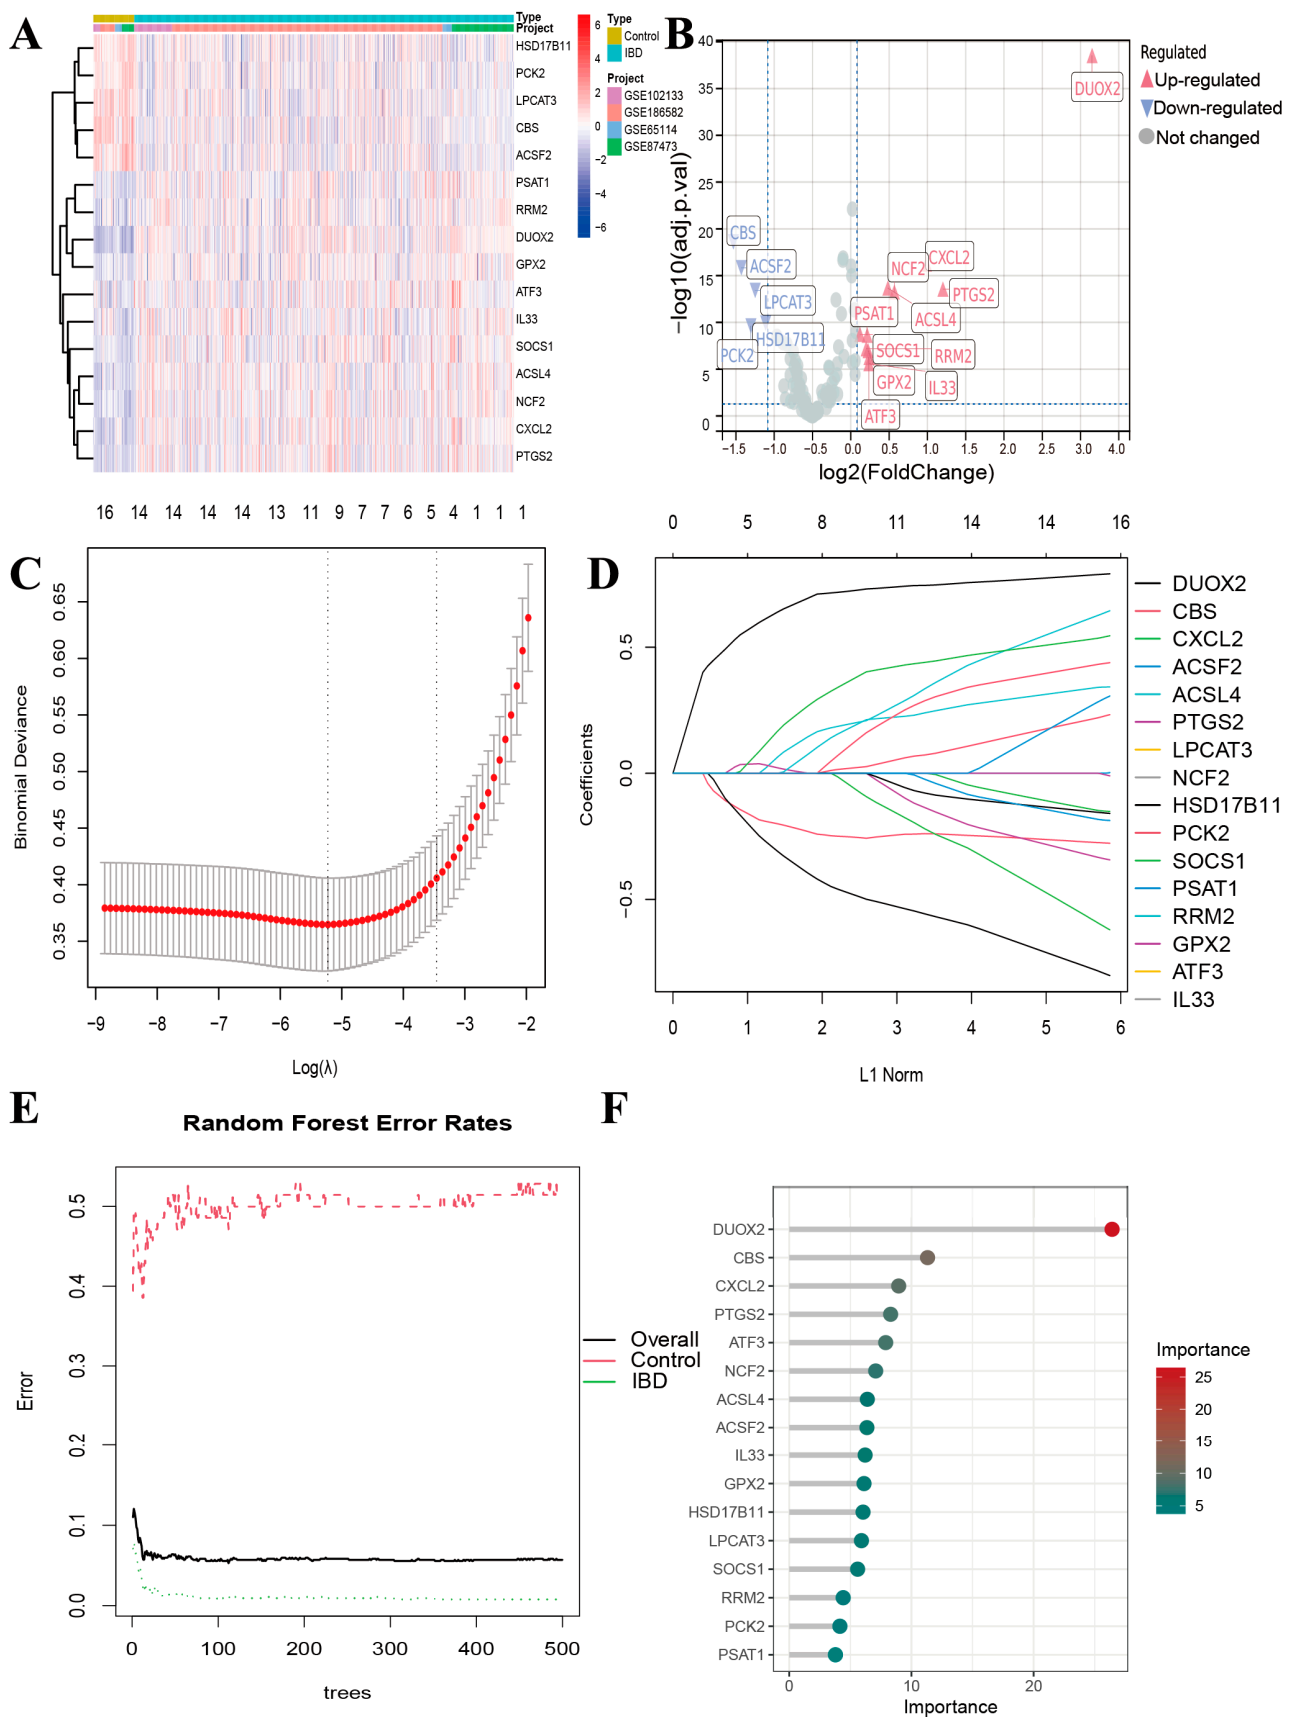 A
Type
Project
HSD17B11
PCK2
LPCAT3
CBS
ACSF2
PSAT1
RRM2
DUOX2
GPX2
ATF3
IL33
SOCS1
ACSL4
NCF2
CXCL2
PTGS2
6
4
2
0
−2
−4
−6
Type
Control
IBD
Project
GSE102133
GSE186582
GSE65114
GSE87473
B
−log10(adj.p.val)
40
35
30
25
20
15
10
5
0
DUOX2
CBS
ACSF2
LPCAT3
HSD17B11
PCK2
NCF2
CXCL2
PTGS2
PSAT1
ACSL4
SOCS1
RRM2
GPX2
IL33
ATF3
−1.5 −1.0 −0.5 0.0 0.5 1.0 1.5 2.0 2.5 3.0 3.5 4.0
log2(FoldChange)
Regulated
Up-regulated
Down-regulated
Not changed
C
16 14 14 14 14 13 11 9 7 7 6 5 4 1 1 1
Binomial Deviance
0.65
0.60
0.55
0.50
0.45
0.40
0.35
−9 −8 −7 −6 −5 −4 −3 −2
Log(λ)
D
0 5 8 11 14 14 16
Coefficients
0.5
0.0
−0.5
0 1 2 3 4 5 6
L1 Norm
DUOX2
CBS
CXCL2
ACSF2
ACSL4
PTGS2
LPCAT3
NCF2
HSD17B11
PCK2
SOCS1
PSAT1
RRM2
GPX2
ATF3
IL33
E
Random Forest Error Rates
Error
0.5
0.4
0.3
0.2
0.1
0.0
0 100 200 300 400 500
trees
Overall
Control
IBD
F
DUOX2
CBS
CXCL2
PTGS2
ATF3
NCF2
ACSL4
ACSF2
IL33
GPX2
HSD17B11
LPCAT3
SOCS1
RRM2
PCK2
PSAT1
0 10 20
Importance
Importance
25
20
15
10
5